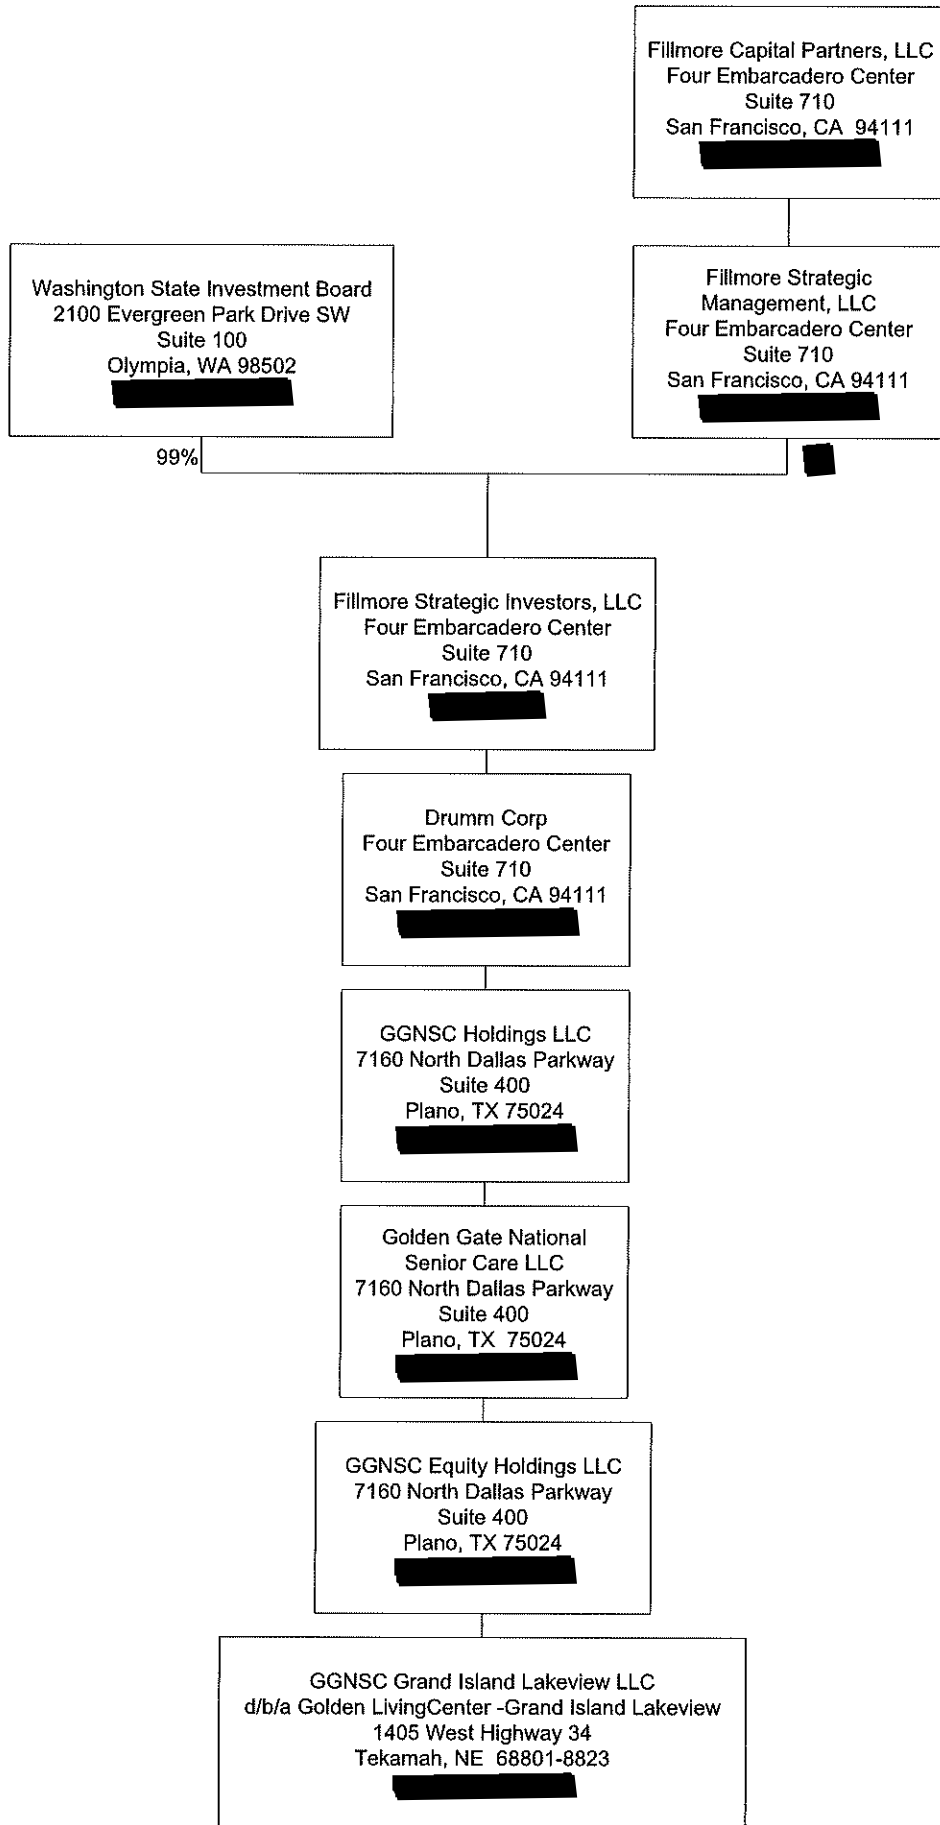 Fillmore Capital Partners, LLC
Four Embarcadero Center
Suite 710
San Francisco, CA  94111
Washington State Investment Board
2100 Evergreen Park Drive SW
Suite 100
Olympia, WA 98502
Fillmore Strategic
Management, LLC
Four Embarcadero Center
Suite 710
San Francisco, CA 94111
99%
Fillmore Strategic Investors, LLC
Four Embarcadero Center
Suite 710
San Francisco, CA 94111
Drumm Corp
Four Embarcadero Center
Suite 710
San Francisco, CA 94111
GGNSC Holdings LLC
7160 North Dallas Parkway
Suite 400
Plano, TX 75024
Golden Gate National
Senior Care LLC
7160 North Dallas Parkway
Suite 400
Plano, TX  75024
GGNSC Equity Holdings LLC
7160 North Dallas Parkway
Suite 400
Plano, TX 75024
GGNSC Grand Island Lakeview LLC
d/b/a Golden LivingCenter -Grand Island Lakeview
1405 West Highway 34
Tekamah, NE  68801-8823